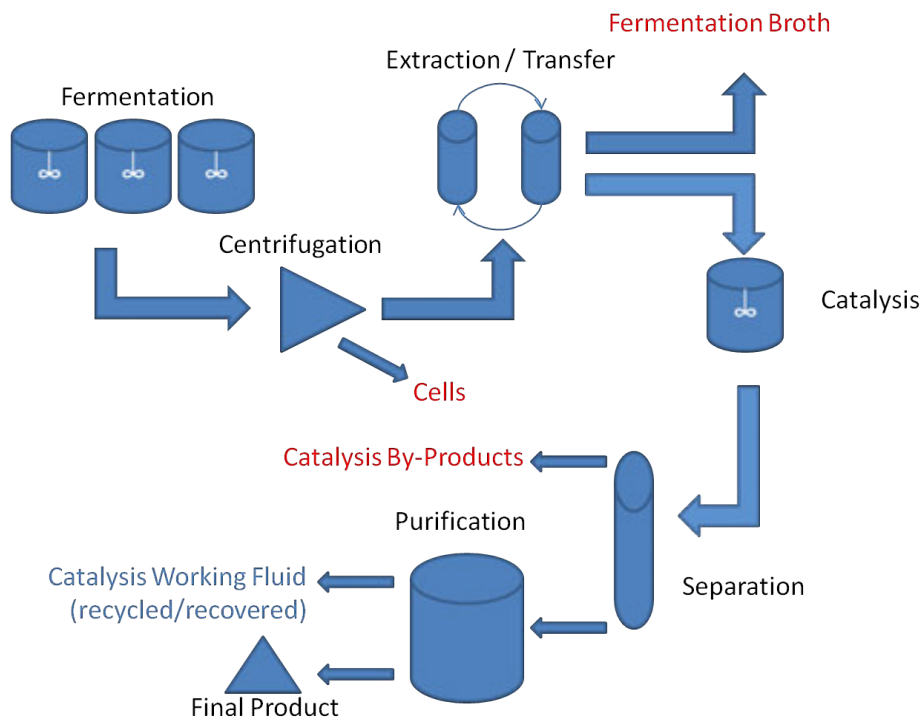 Fermentation Broth
Extraction / Transfer
Fermentation
Centrifugation
Catalysis
Cells
Catalysis By-Products
Purification
Separation
Catalysis Working Fluid
(recycled/recovered)
Final Product